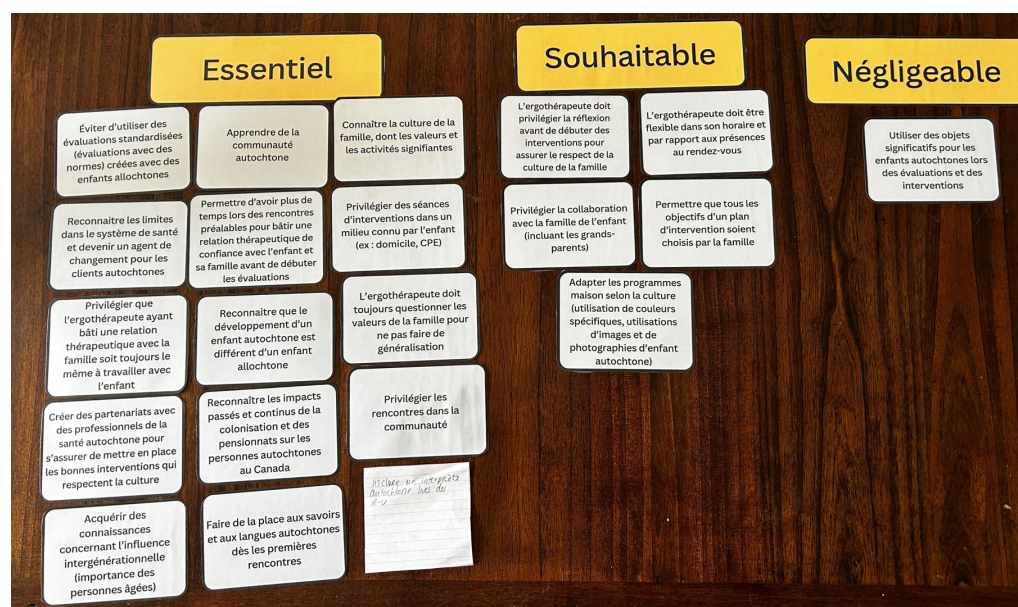 Essentiel
Éviter d'utiliser des
évaluations standardisées
(évaluations avec des
normes) créées avec des
enfants allochtones
Apprendre de la
communauté
autochtone
Connaître la culture de la
famille, dont les valeurs et
les activités signifiantes
Reconnaitre les limites
dans le système de santé
et devenir un agent de
changement pour les
clients autochtones
Permettre d'avoir plus de
temps lors des rencontres
préalables pour bâtir une
relation thérapeutique de
confiance avec l'enfant et
sa famille avant de débuter
les évaluations
Privilégier des séances
d'interventions dans un
milieu connu par l'enfant
(ex : domicile, CPE)
Privilégier que
l'ergothérapeute ayant
bâti une relation
thérapeutique avec la
famille soit toujours le
même à travailler avec
l'enfant
Reconnaitre que le
développement d'un
enfant autochtone est
différent d'un enfant
allochtone
L'ergothérapeute doit
toujours questionner les
valeurs de la famille pour
ne pas faire de
généralisation
Créer des partenariats avec
des professionnels de la
santé autochtone pour
s'assurer de mettre en place
les bonnes interventions qui
respectent la culture
Reconnaître les impacts
passés et continus de la
colonisation et des
pensionnats sur les
personnes autochtones
au Canada
Privilégier les
rencontres dans la
communauté
Acquérir des
connaissances
concernant l'influence
intergénérationnelle
(importance des
personnes âgées)
Faire de la place aux savoirs
et aux langues autochtones
dès les premières
rencontres
inclure un interprète
autochtone lors des
R-V
Souhaitable
L'ergothérapeute doit
privilégier la réflexion
avant de débuter des
interventions pour
assurer le respect de la
culture de la famille
L'ergothérapeute doit être
flexible dans son horaire et
par rapport aux présences
au rendez-vous
Privilégier la collaboration
avec la famille de l'enfant
(incluant les grands-
parents)
Permettre que tous les
objectifs d'un plan
d'intervention soient
choisis par la famille
Adapter les programmes
maison selon la culture
(utilisation de couleurs
spécifiques, utilisations
d'images et de
photographies d'enfant
autochtone)
Négligeable
Utiliser des objets
significatifs pour les
enfants autochtones lors
des évaluations et des
interventions